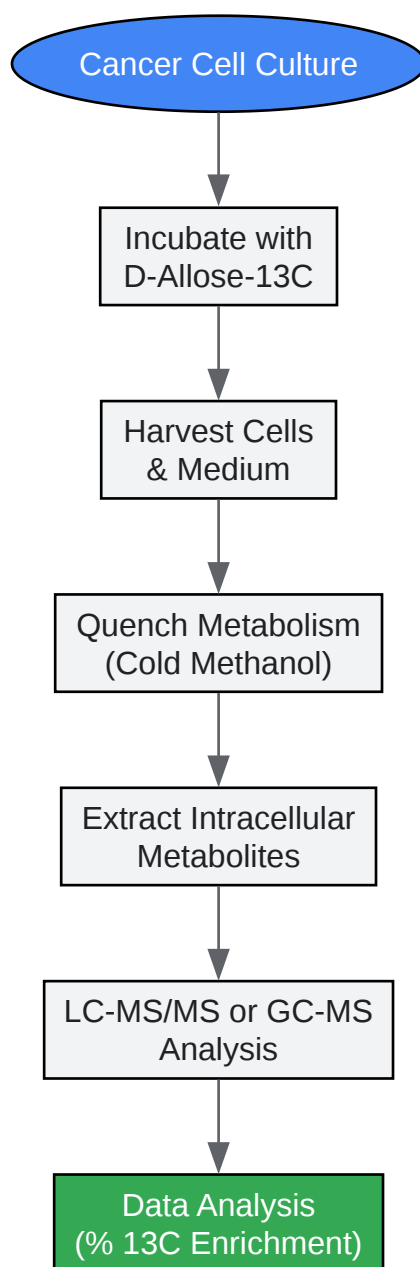 Cancer Cell Culture
Incubate with
D-Allose-13C
Harvest Cells
& Medium
Quench Metabolism
(Cold Methanol)
Extract Intracellular
Metabolites
LC-MS/MS or GC-MS
Analysis
Data Analysis
(% 13C Enrichment)